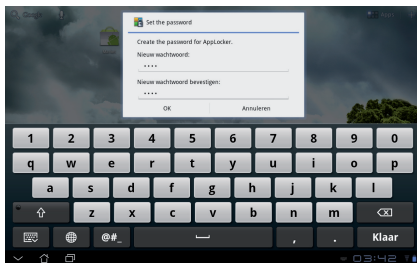 Google
Set the password
Create the password for AppLocker.
Nieuw wachtwoord:
••••
Nieuw wachtwoord bevestigen:
••••
OK Annuleren
1 2 3 4 5 6 7 8 9 0
q w e r t y u i o p
a s d f g h j k l
z x c v b n m
@#_ , . Klaar
03:42